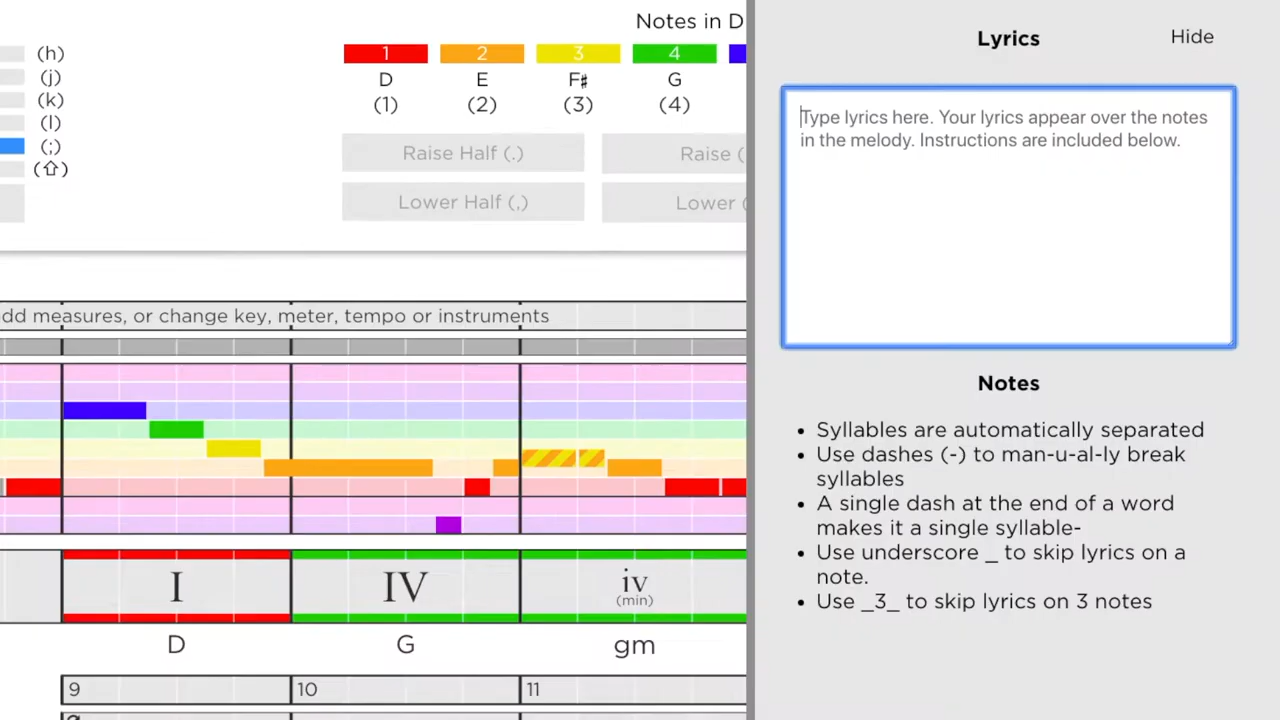 Notes in D
(h)
(j)
(k)
(l)
(;)
(⇧)
1 2 3 4
D E F♯ G
(1) (2) (3) (4)
Raise Half (.) Raise (
Lower Half (,) Lower (
dd measures, or change key, meter, tempo or instruments
I IV iv
(min)
D G gm
9 10 11
Lyrics Hide
Type lyrics here. Your lyrics appear over the notes
in the melody. Instructions are included below.
Notes
• Syllables are automatically separated
• Use dashes (-) to man-u-al-ly break
syllables
• A single dash at the end of a word
makes it a single syllable-
• Use underscore _ to skip lyrics on a
note.
• Use _3_ to skip lyrics on 3 notes